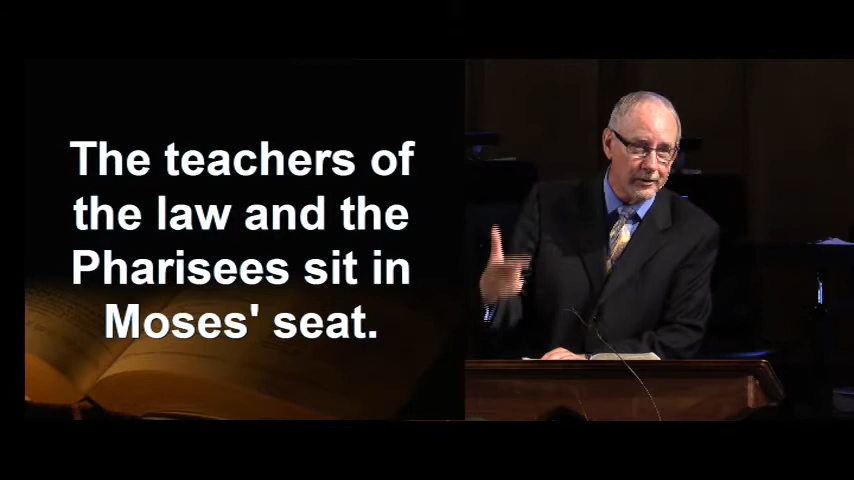 The teachers of
the law and the
Pharisees sit in
Moses' seat.